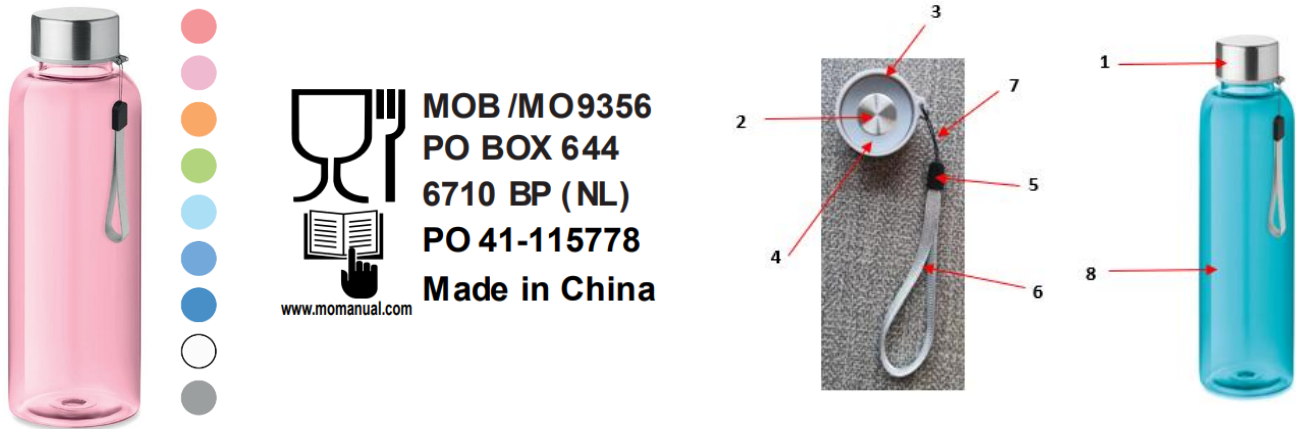 MOB /MO9356
PO BOX 644
6710 BP (NL)
PO 41-115778
Made in China
www.momanual.com
3
1
7
2
5
4
6
8